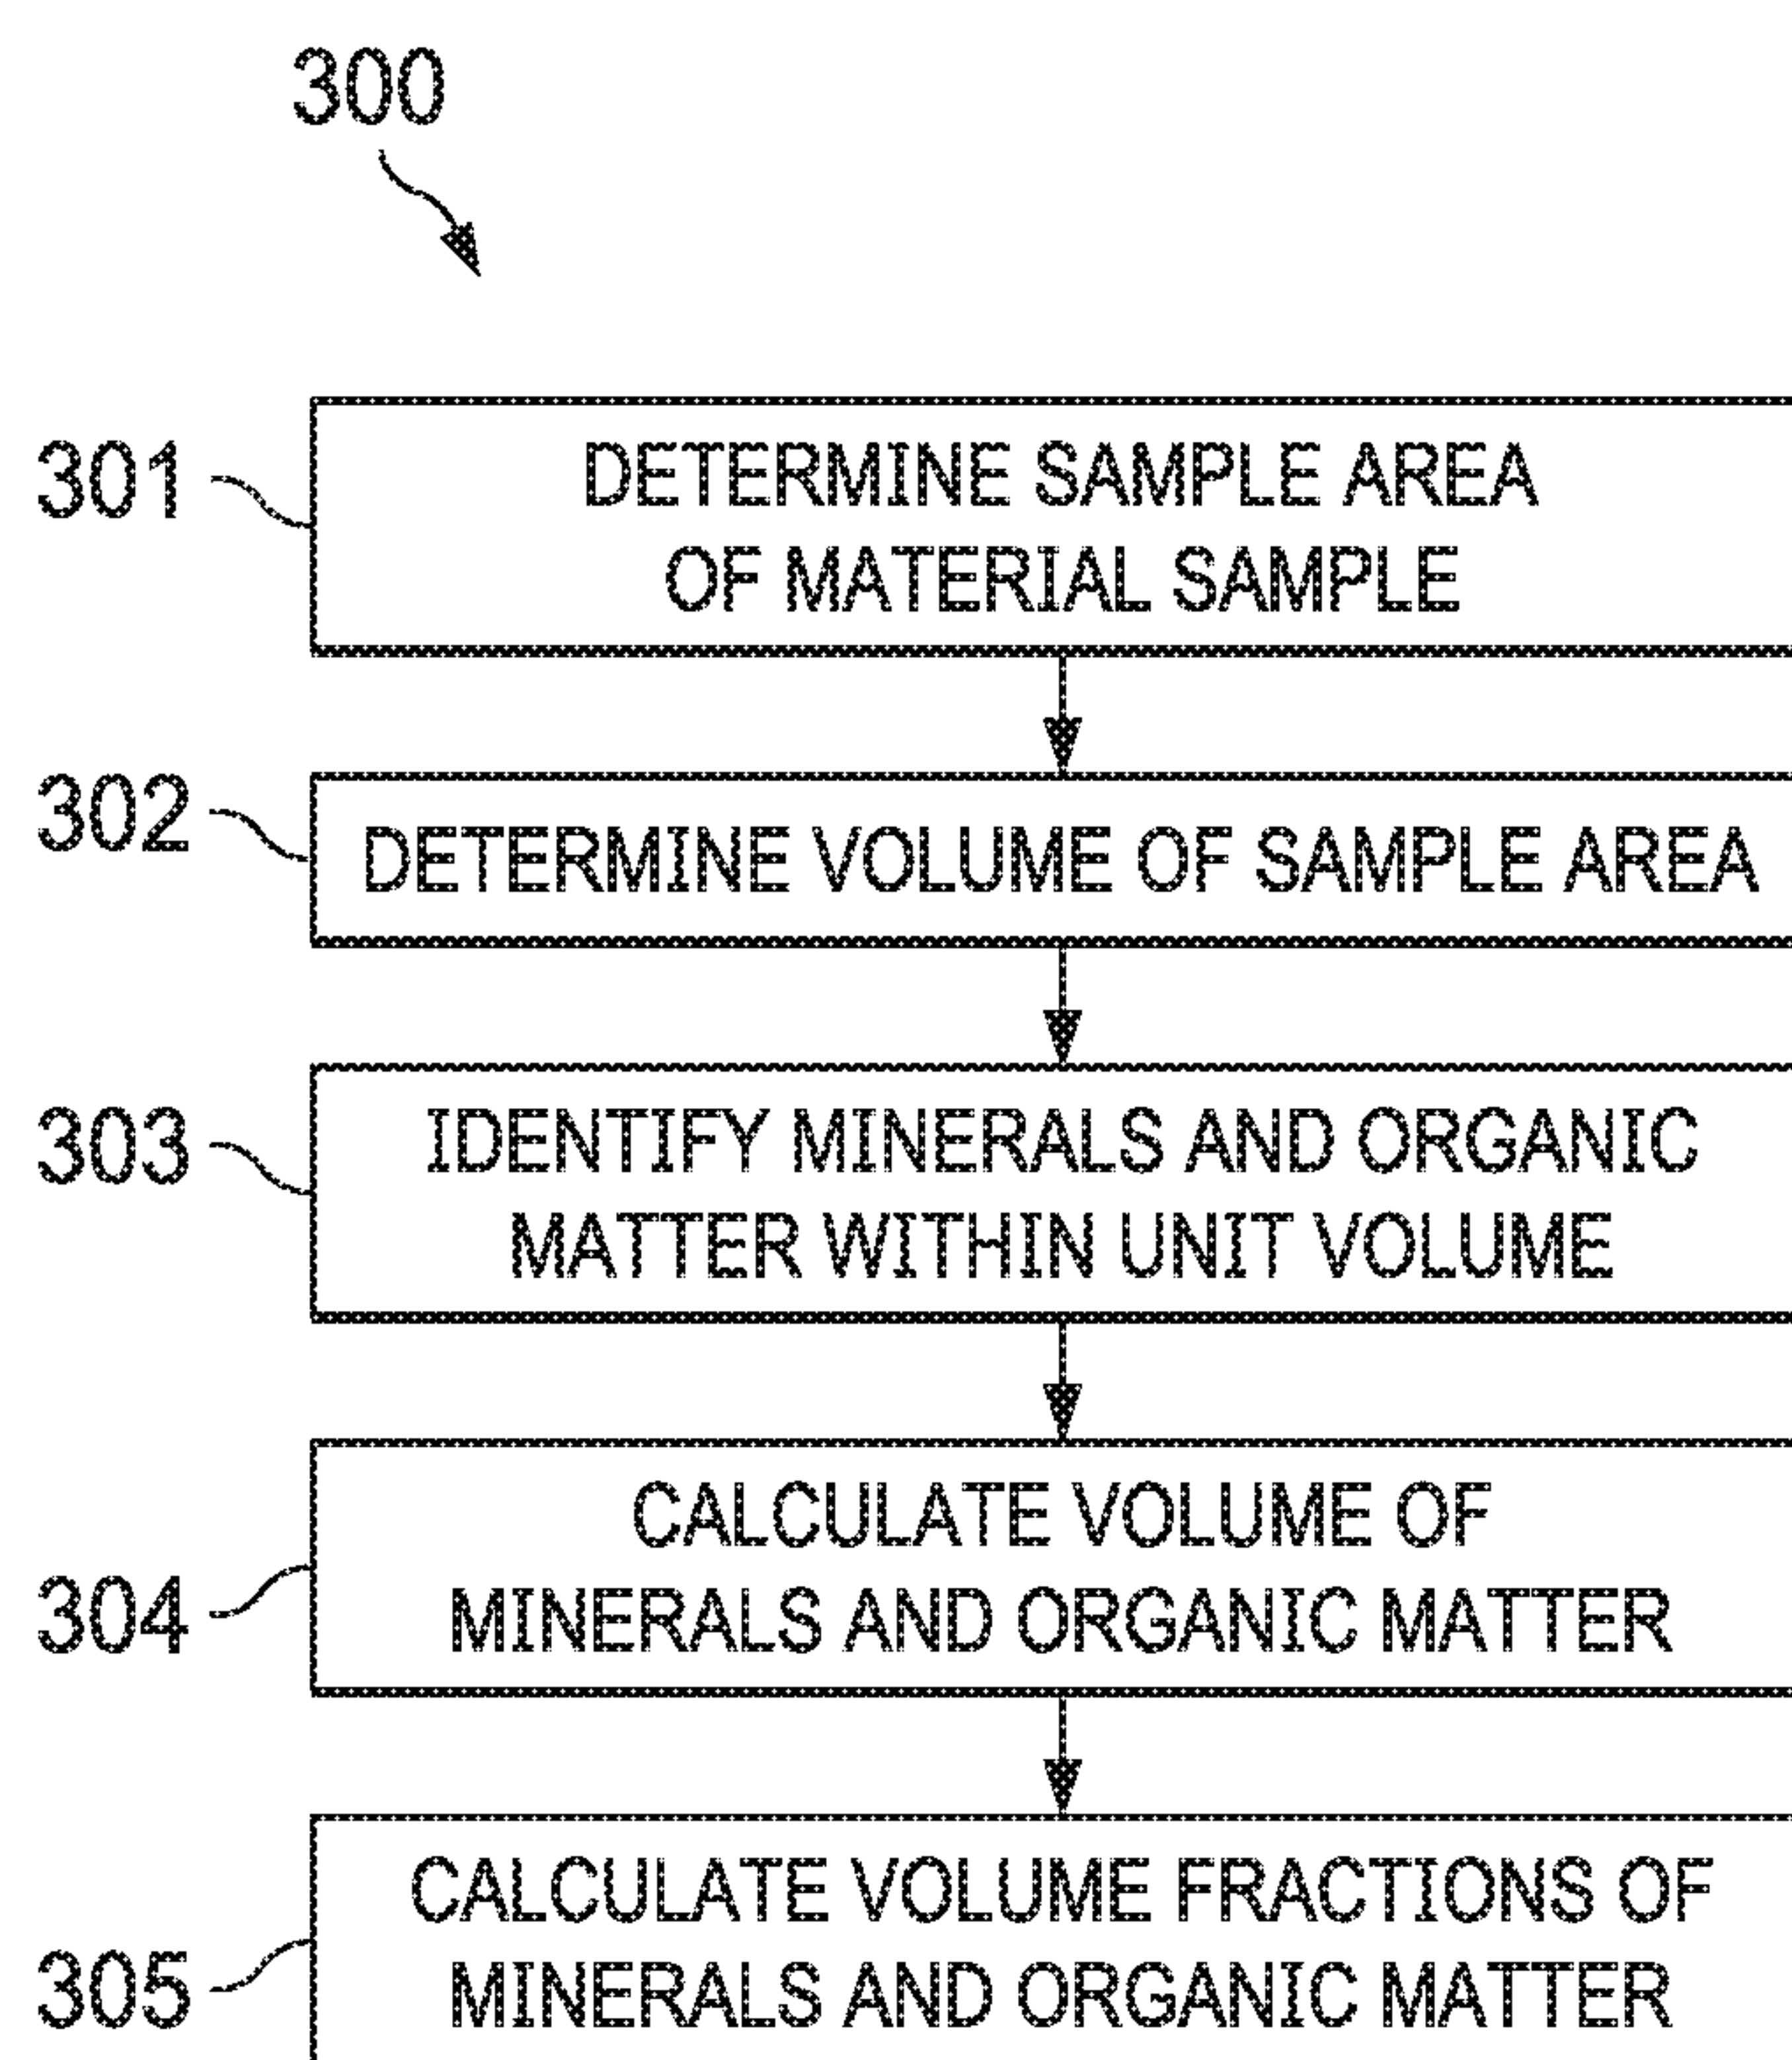 300
301
DETERMINE SAMPLE AREA
OF MATERIAL SAMPLE
302
DETERMINE VOLUME OF SAMPLE AREA
303
IDENTIFY MINERALS AND ORGANIC
MATTER WITHIN UNIT VOLUME
304
CALCULATE VOLUME OF
MINERALS AND ORGANIC MATTER
305
CALCULATE VOLUME FRACTIONS OF
MINERALS AND ORGANIC MATTER